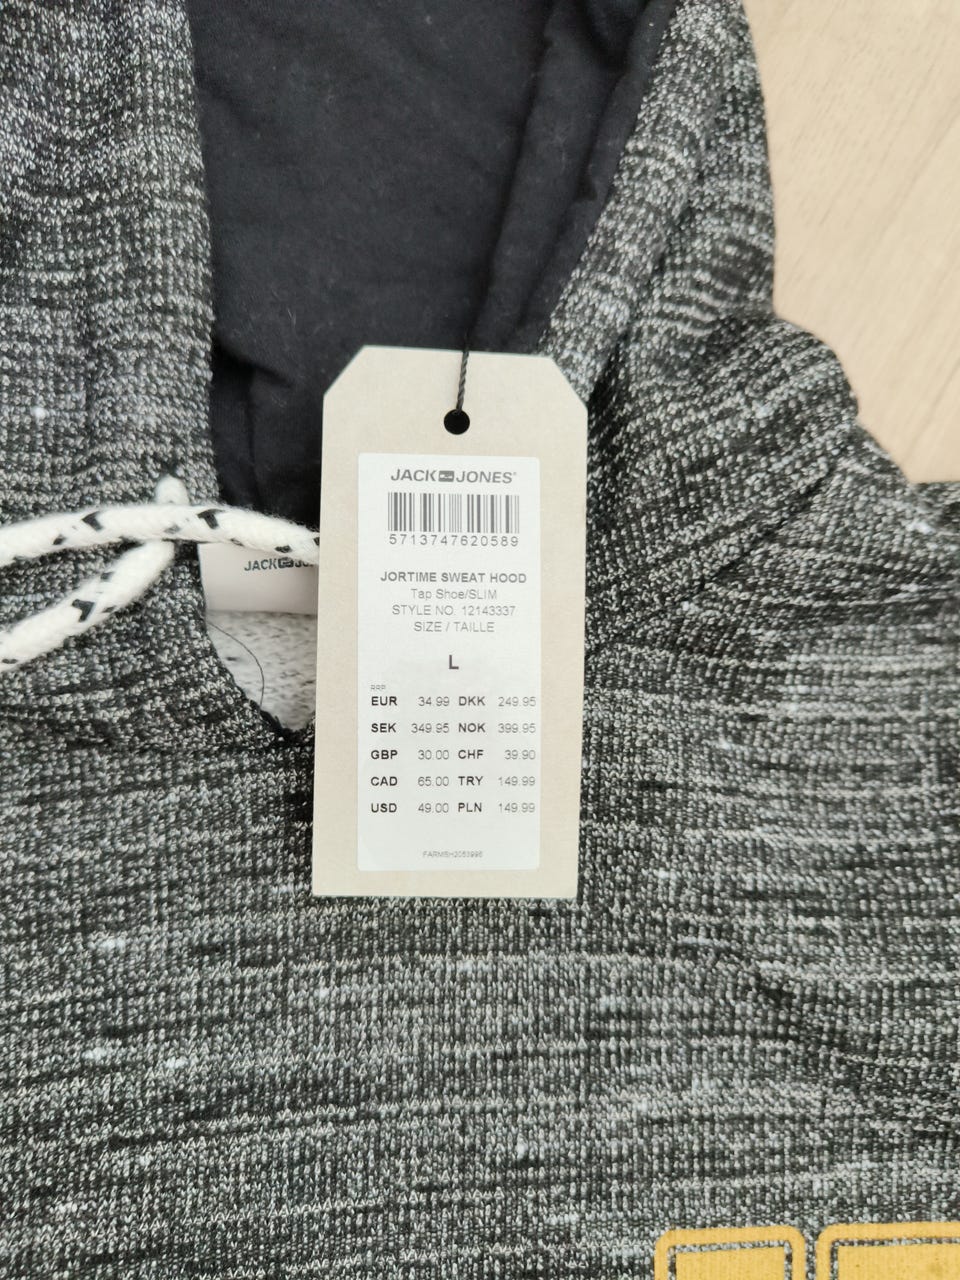 JACK JONES®
5713747620589
JORTIME SWEAT HOOD
Tap Shoe/SLIM
STYLE NO. 12143337
SIZE / TAILLE
L
RRP
EUR 34.99 DKK 249.95
SEK 349.95 NOK 399.95
GBP 30.00 CHF 39.90
CAD 65.00 TRY 149.99
USD 49.00 PLN 149.99
JACK